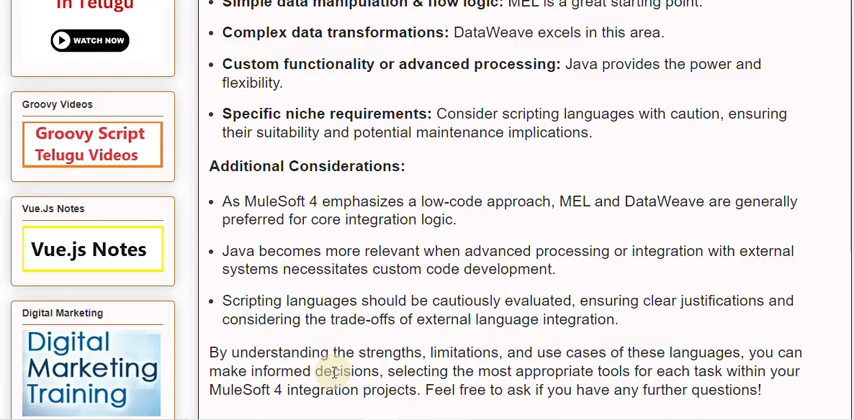 In Telugu
WATCH NOW
Groovy Videos
Groovy Script
Telugu Videos
Vue.Js Notes
Vue.js Notes
Digital Marketing
Digital
Marketing
Training
• Simple data manipulation & flow logic: MEL is a great starting point.
• Complex data transformations: DataWeave excels in this area.
• Custom functionality or advanced processing: Java provides the power and
flexibility.
• Specific niche requirements: Consider scripting languages with caution, ensuring
their suitability and potential maintenance implications.
Additional Considerations:
• As MuleSoft 4 emphasizes a low-code approach, MEL and DataWeave are generally
preferred for core integration logic.
• Java becomes more relevant when advanced processing or integration with external
systems necessitates custom code development.
• Scripting languages should be cautiously evaluated, ensuring clear justifications and
considering the trade-offs of external language integration.
By understanding the strengths, limitations, and use cases of these languages, you can
make informed decisions, selecting the most appropriate tools for each task within your
MuleSoft 4 integration projects. Feel free to ask if you have any further questions!